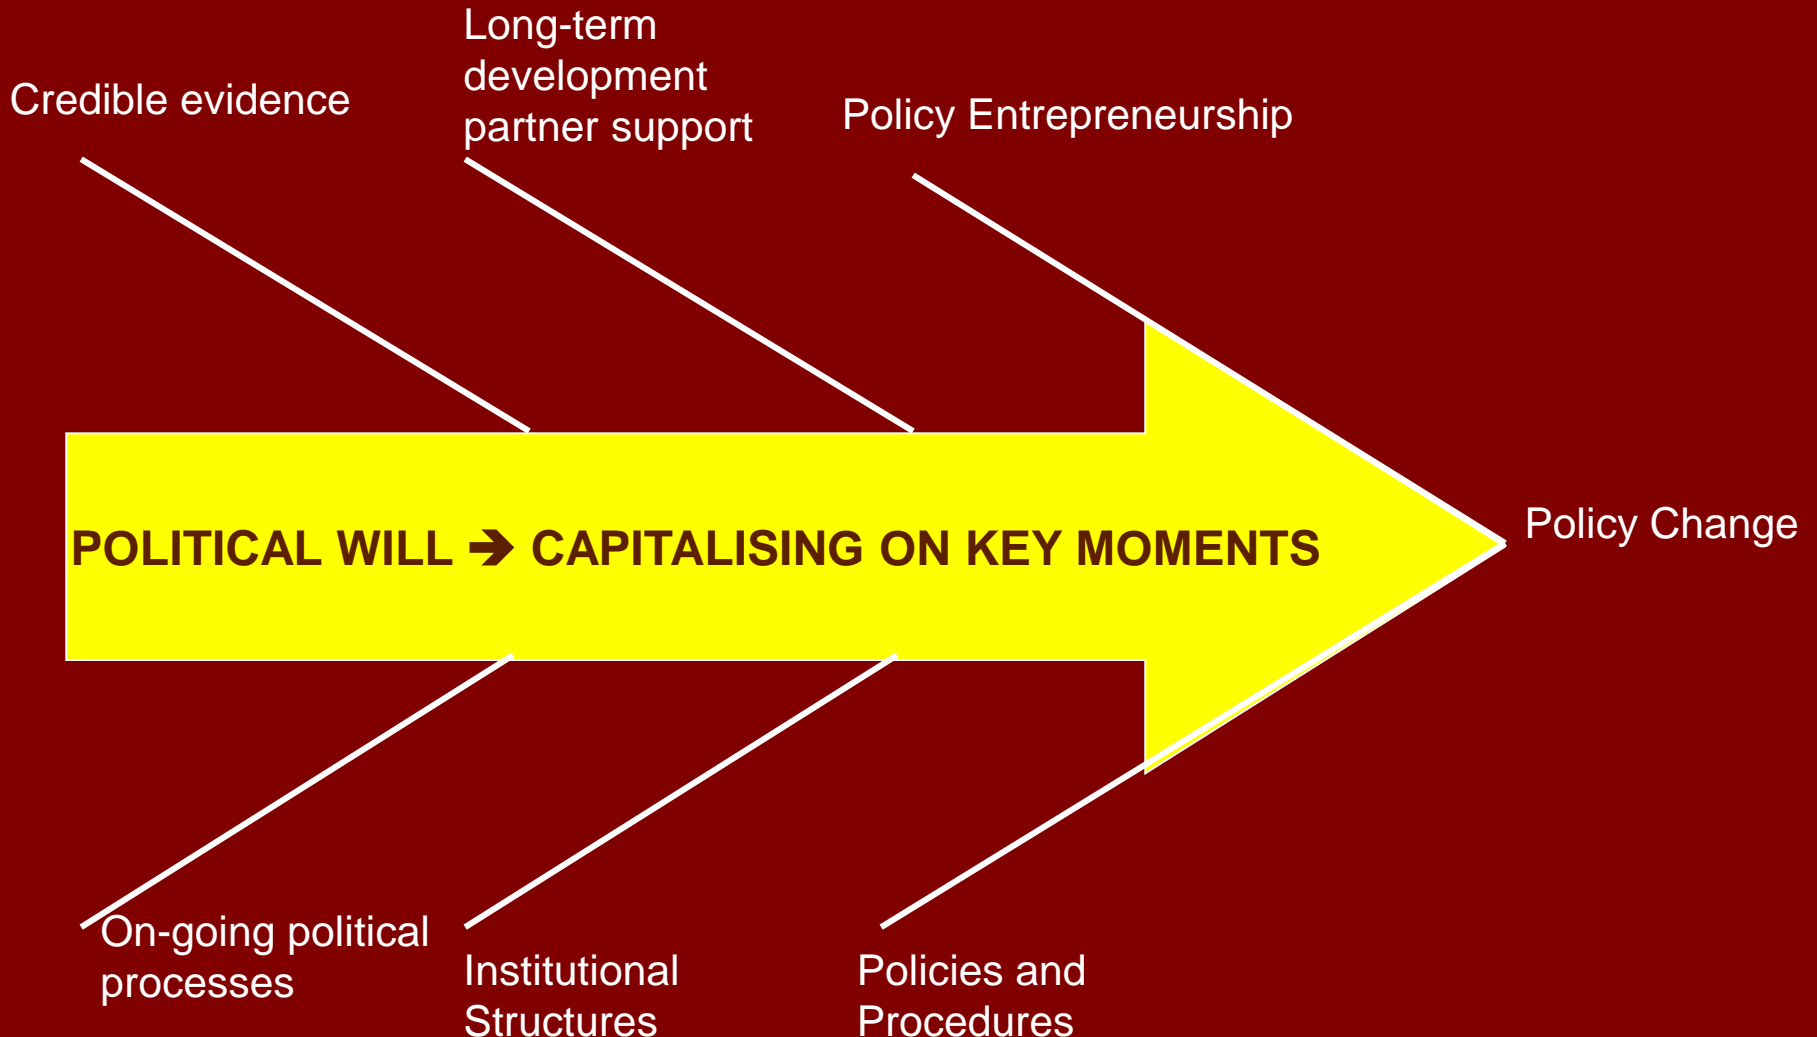 Credible evidence
Long-term
development
partner support
Policy Entrepreneurship
POLITICAL WILL ➔ CAPITALISING ON KEY MOMENTS
Policy Change
On-going political
processes
Institutional
Structures
Policies and
Procedures